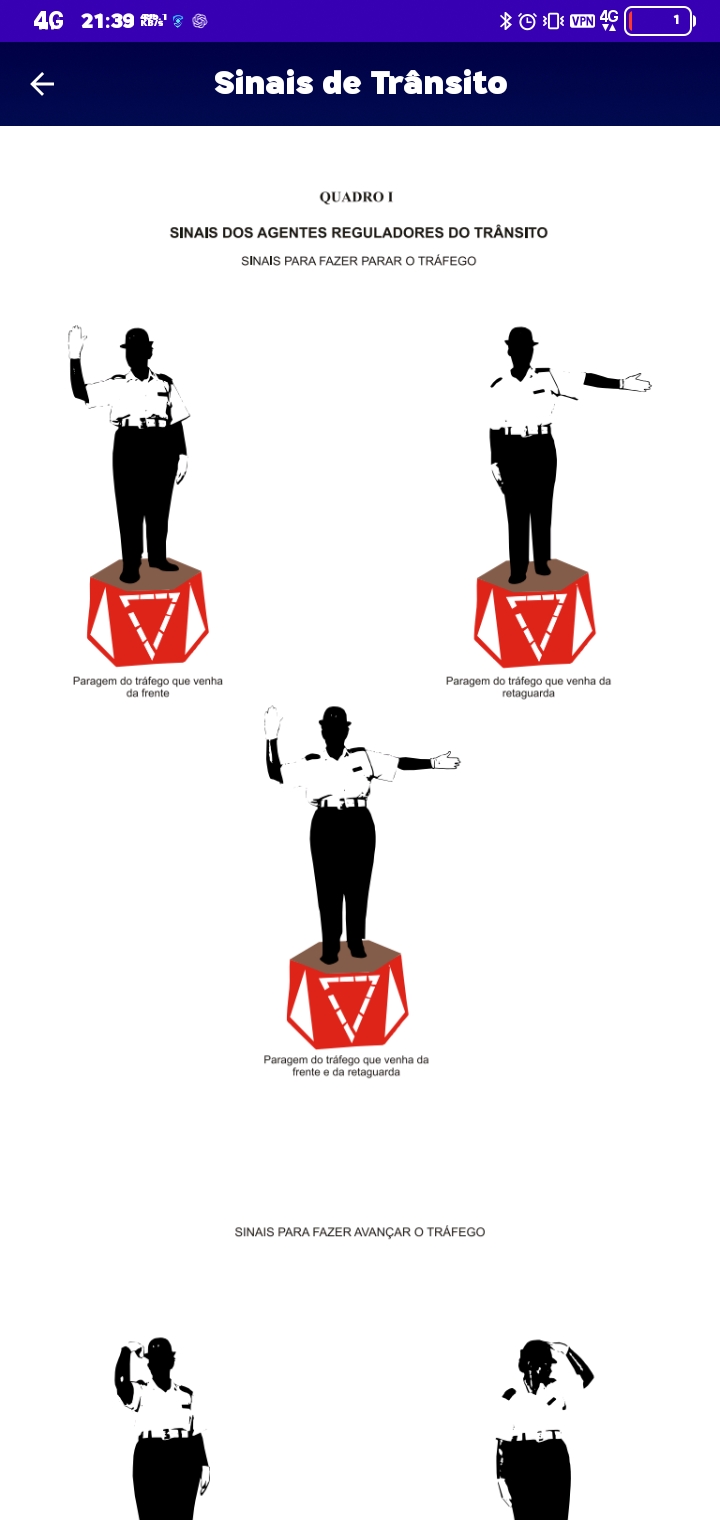 4G 21:39
VPN 4G 1
Sinais de Trânsito
QUADRO I
SINAIS DOS AGENTES REGULADORES DO TRÂNSITO
SINAIS PARA FAZER PARAR O TRÁFEGO
Paragem do tráfego que venha
da frente
Paragem do tráfego que venha da
retaguarda
Paragem do tráfego que venha da
frente e da retaguarda
SINAIS PARA FAZER AVANÇAR O TRÁFEGO